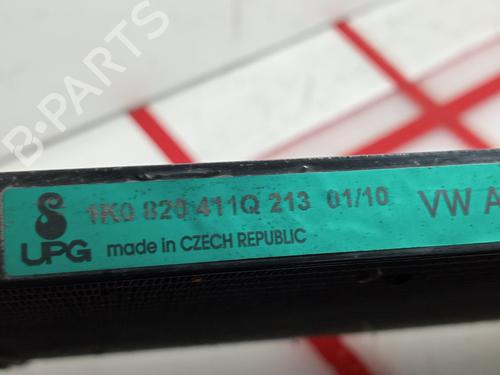 1K0 820 411Q 213 01/10 VW A
UPG made in CZECH REPUBLIC
B-PARTS